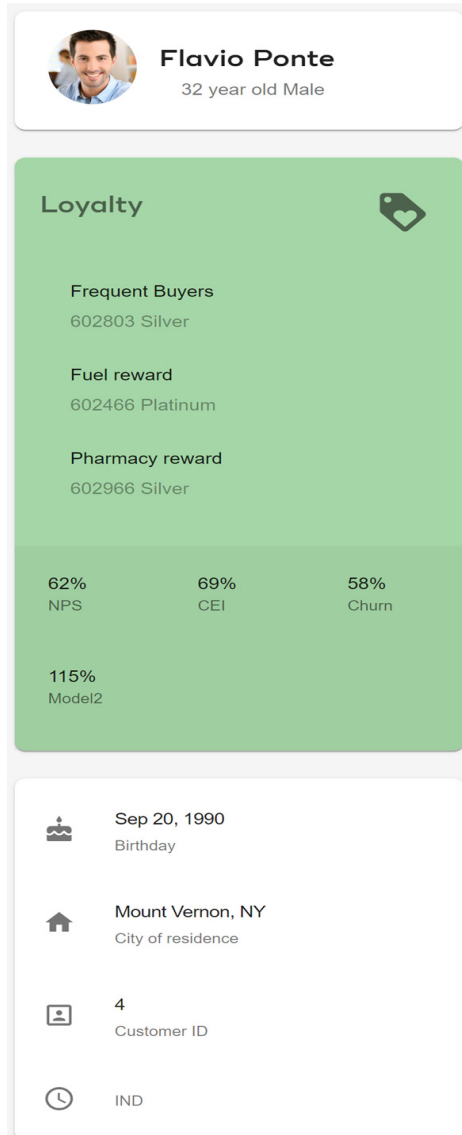 Flavio Ponte
32 year old Male
Loyalty
Frequent Buyers
602803 Silver
Fuel reward
602466 Platinum
Pharmacy reward
602966 Silver
62% 69% 58%
NPS CEI Churn
115%
Model2
Sep 20, 1990
Birthday
Mount Vernon, NY
City of residence
4
Customer ID
IND